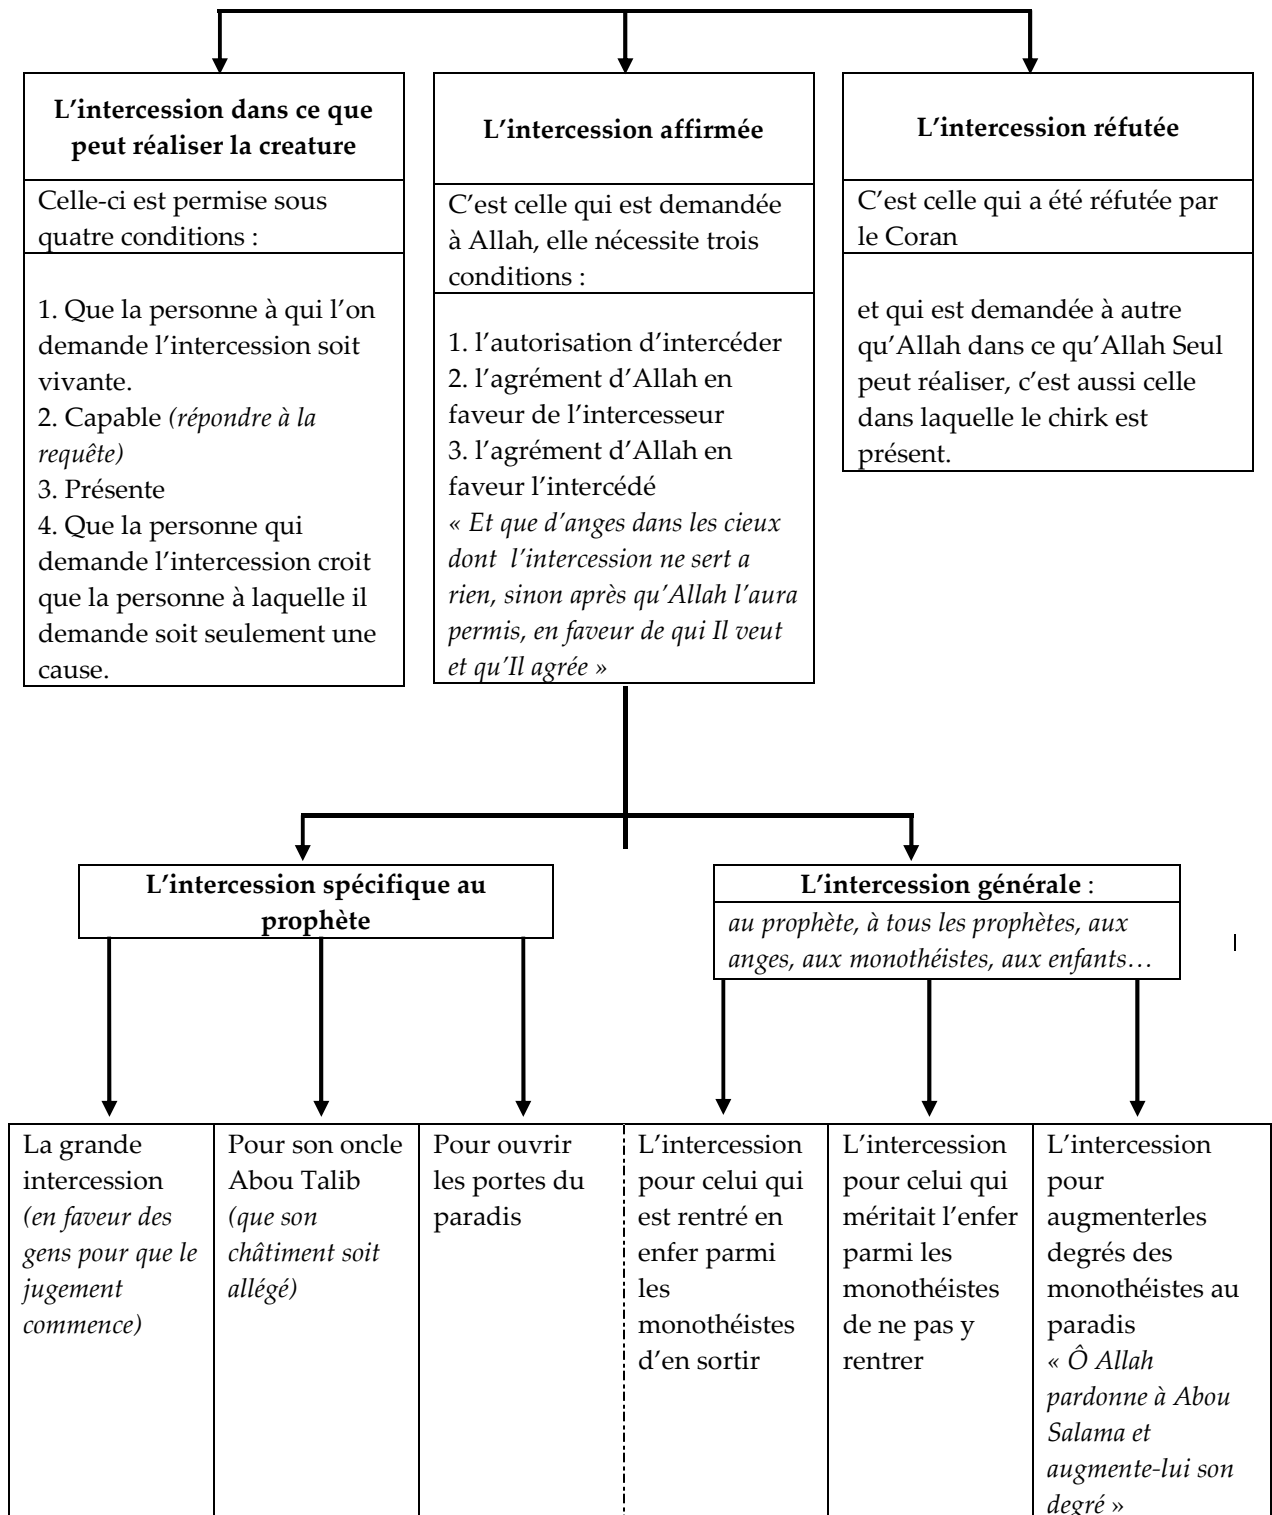 L’intercession dans ce que
peut réaliser la creature
Celle-ci est permise sous
quatre conditions :
1. Que la personne à qui l’on
demande l’intercession soit
vivante.
2. Capable (répondre à la
requête)
3. Présente
4. Que la personne qui
demande l’intercession croit
que la personne à laquelle il
demande soit seulement une
cause.
L’intercession affirmée
C’est celle qui est demandée
à Allah, elle nécessite trois
conditions :
1. l’autorisation d’intercéder
2. l’agrément d’Allah en
faveur de l’intercesseur
3. l’agrément d’Allah en
faveur l’intercédé
« Et que d’anges dans les cieux
dont l’intercession ne sert a
rien, sinon après qu’Allah l’aura
permis, en faveur de qui Il veut
et qu’Il agrée »
L’intercession réfutée
C’est celle qui a été réfutée par
le Coran
et qui est demandée à autre
qu’Allah dans ce qu’Allah Seul
peut réaliser, c’est aussi celle
dans laquelle le chirk est
présent.
L’intercession spécifique au
prophète
L’intercession générale :
au prophète, à tous les prophètes, aux
anges, aux monothéistes, aux enfants…
La grande
intercession
(en faveur des
gens pour que le
jugement
commence)
Pour son oncle
Abou Talib
(que son
châtiment soit
allégé)
Pour ouvrir
les portes du
paradis
L’intercession
pour celui qui
est rentré en
enfer parmi
les
monothéistes
d’en sortir
L’intercession
pour celui qui
méritait l’enfer
parmi les
monothéistes
de ne pas y
rentrer
L’intercession
pour
augmenterles
degrés des
monothéistes au
paradis
« Ô Allah
pardonne à Abou
Salama et
augmente-lui son
degré »